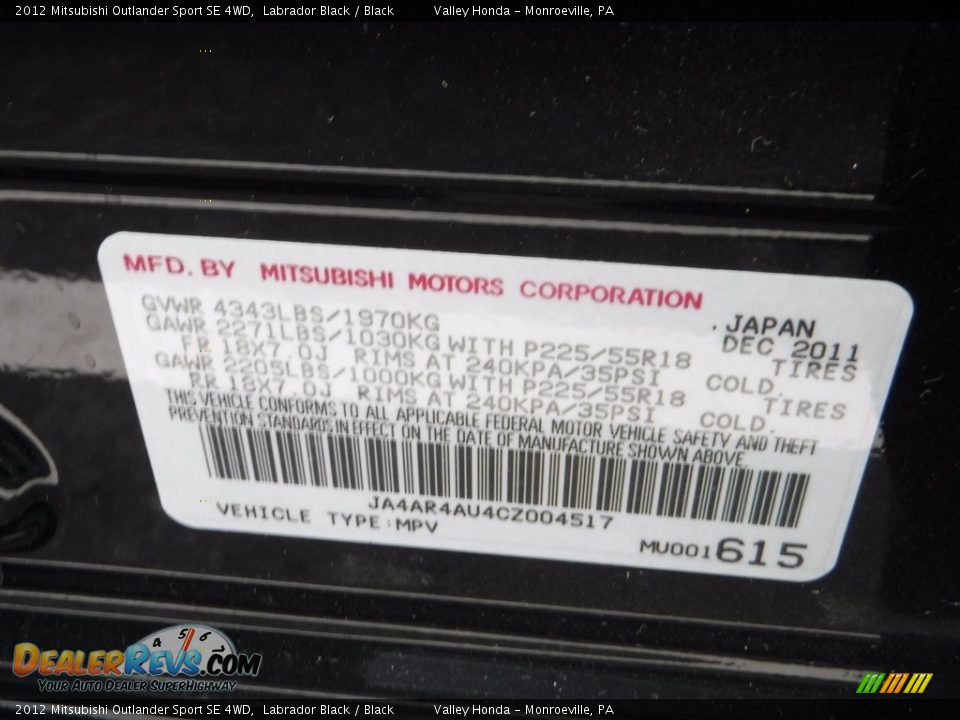 2012 Mitsubishi Outlander Sport SE 4WD, Labrador Black / Black Valley Honda - Monroeville, PA
MFD. BY MITSUBISHI MOTORS CORPORATION
. JAPAN
GVWR 4343LBS/1970KG DEC 2011
GAWR 2271LBS/1030KG WITH P225/55R18 TIRES
FR 18X7.0J RIMS AT 240KPA/35PSI COLD.
GAWR 2205LBS/1000KG WITH P225/55R18 TIRES
RR 18X7.0J RIMS AT 240KPA/35PSI COLD.
THIS VEHICLE CONFORMS TO ALL APPLICABLE FEDERAL MOTOR VEHICLE SAFETY AND THEFT
PREVENTION STANDARDS IN EFFECT ON THE DATE OF MANUFACTURE SHOWN ABOVE.
JA4AR4AU4CZ004517
VEHICLE TYPE:MPV
MU001615
4 5 6
DealerRevs.com
Your Auto Dealer SuperHighway
2012 Mitsubishi Outlander Sport SE 4WD, Labrador Black / Black Valley Honda - Monroeville, PA